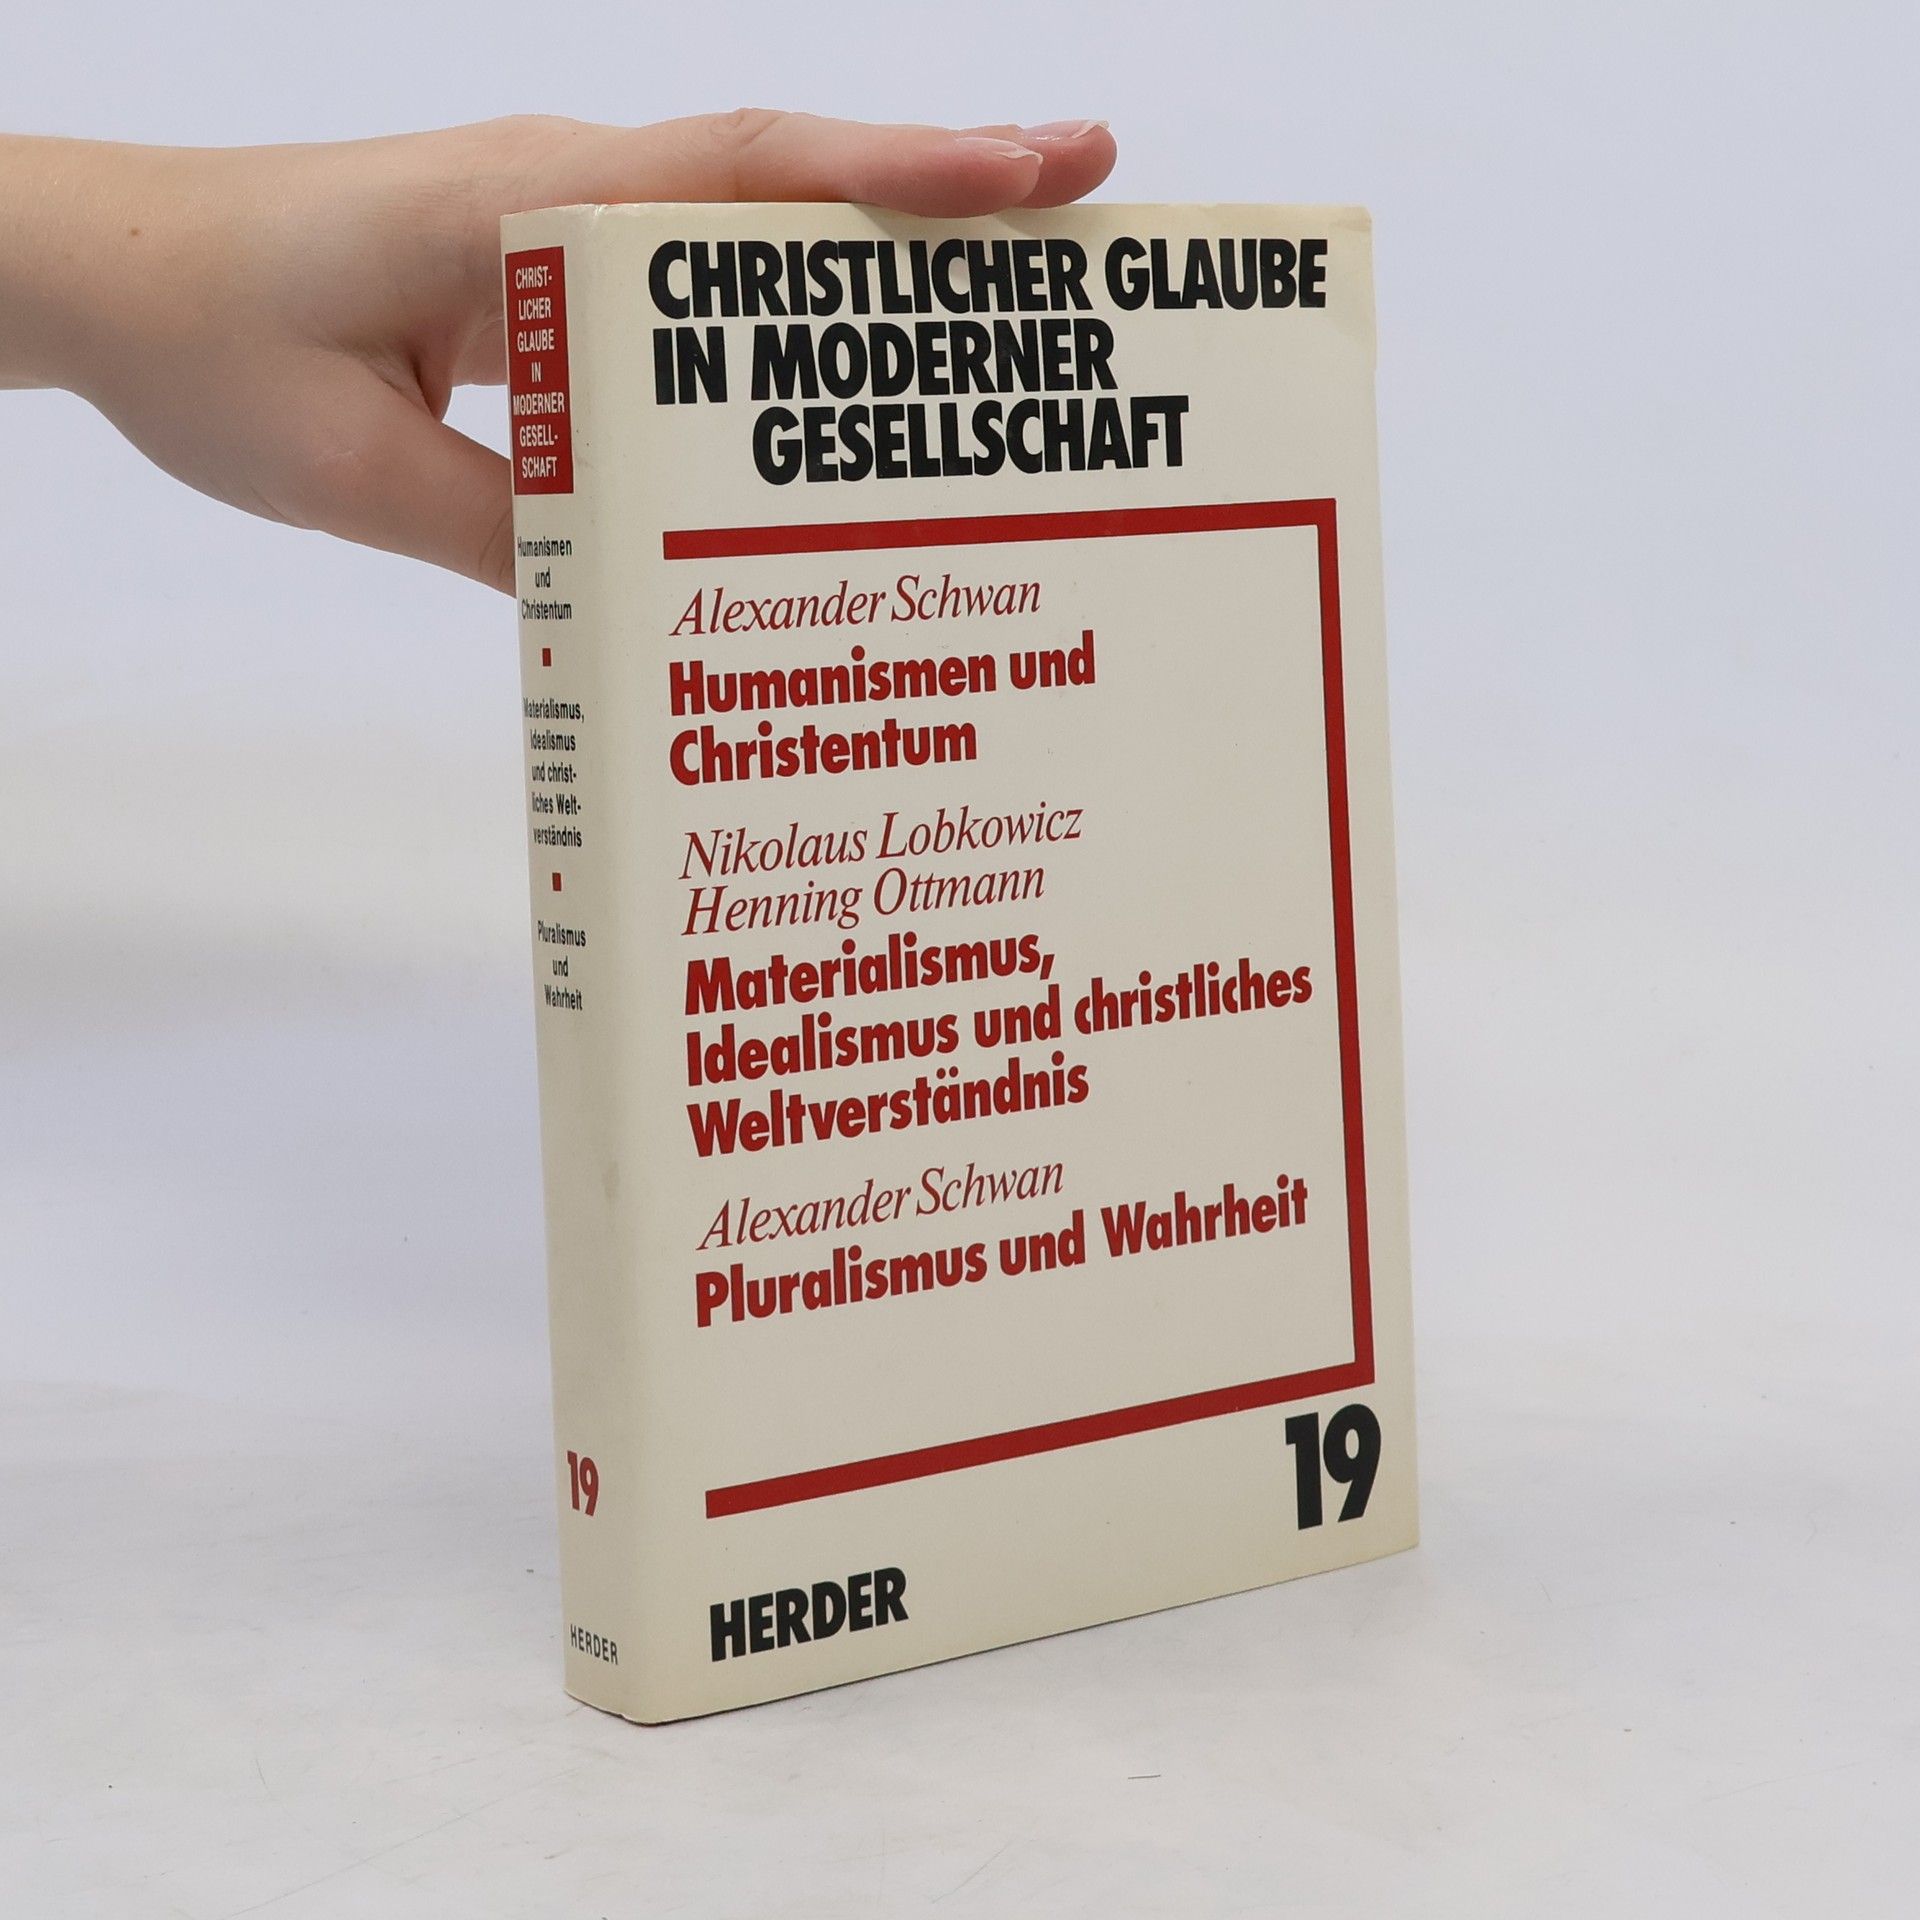 CHRISTLICHER GLAUBE
IN MODERNER
GESELLSCHAFT
Alexander Schwan
Humanismen und
Christentum
Nikolaus Lobkowicz
Henning Ottmann
Materialismus,
Idealismus und christliches
Weltverständnis
Alexander Schwan
Pluralismus und Wahrheit
19
HERDER
CHRIST-
LICHER
GLAUBE
IN
MODERNER
GESELL-
SCHAFT
Humanismen
und
Christentum
Materialismus,
Idealismus
und christ-
liches Welt-
verständnis
Pluralismus
und
Wahrheit
19
HERDER